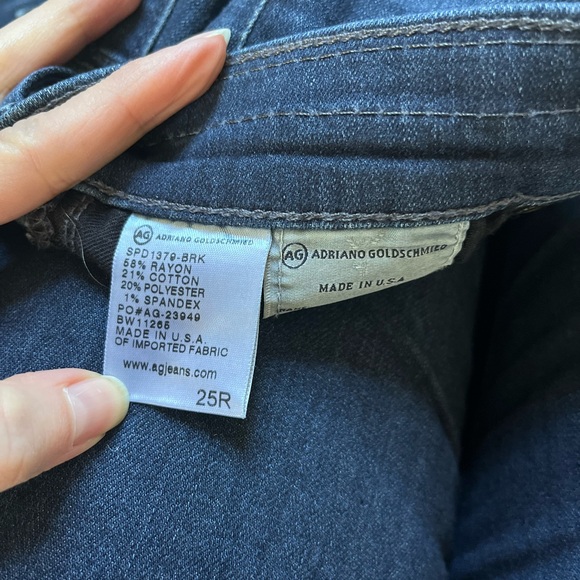 AG ADRIANO GOLDSCHMIED
SPD1379-BRK
58% RAYON
21% COTTON
20% POLYESTER
1% SPANDEX
PO#AG-23949
BW11265
MADE IN U.S.A.
OF IMPORTED FABRIC
www.agjeans.com
25R
AG ADRIANO GOLDSCHMIED
MADE IN U.S.A.